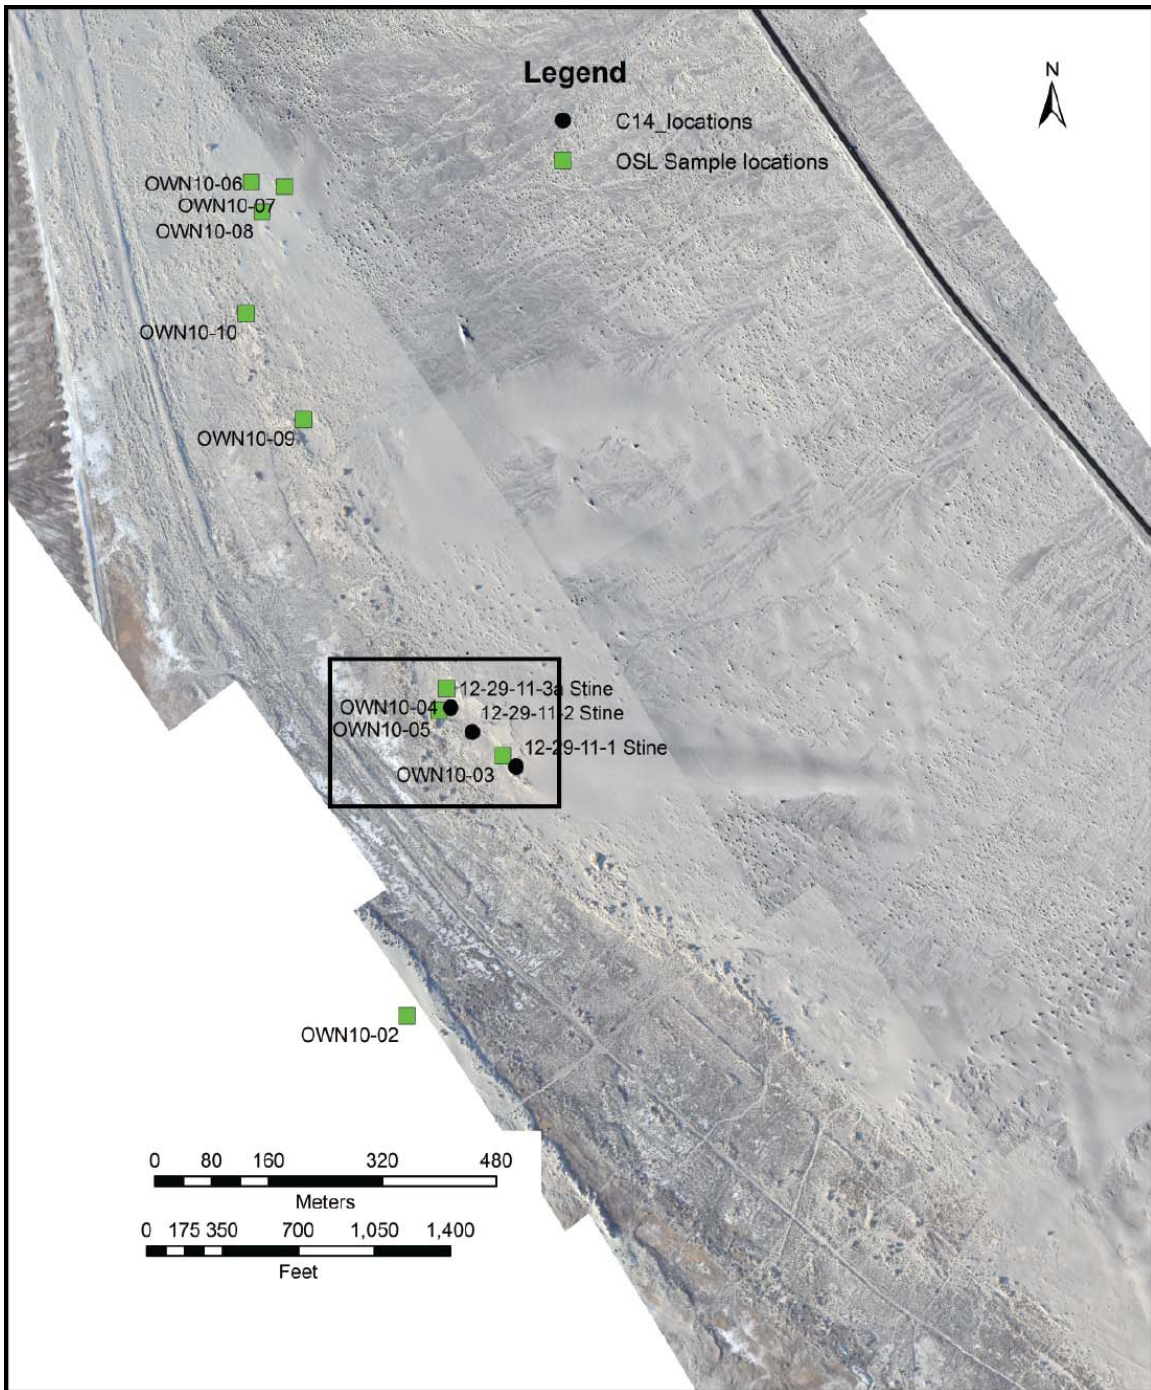 Legend
N
C14_locations
OSL Sample locations
OWN10-06
OWN10-07
OWN10-08
OWN10-10
OWN10-09
12-29-11-3a Stine
OWN10-04
12-29-11-2 Stine
OWN10-05
12-29-11-1 Stine
OWN10-03
OWN10-02
0 80 160 320 480
Meters
0 175 350 700 1,050 1,400
Feet